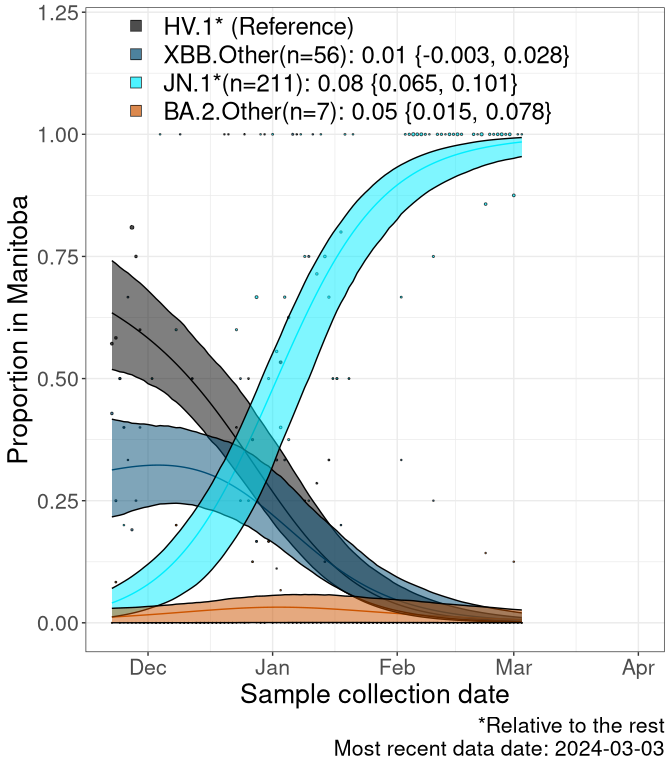 HV.1* (Reference)
XBB.Other(n=56): 0.01 {-0.003, 0.028}
JN.1*(n=211): 0.08 {0.065, 0.101}
BA.2.Other(n=7): 0.05 {0.015, 0.078}
1.25
1.00
0.75
0.50
0.25
0.00
Proportion in Manitoba
Dec Jan Feb Mar Apr
Sample collection date
*Relative to the rest
Most recent data date: 2024-03-03